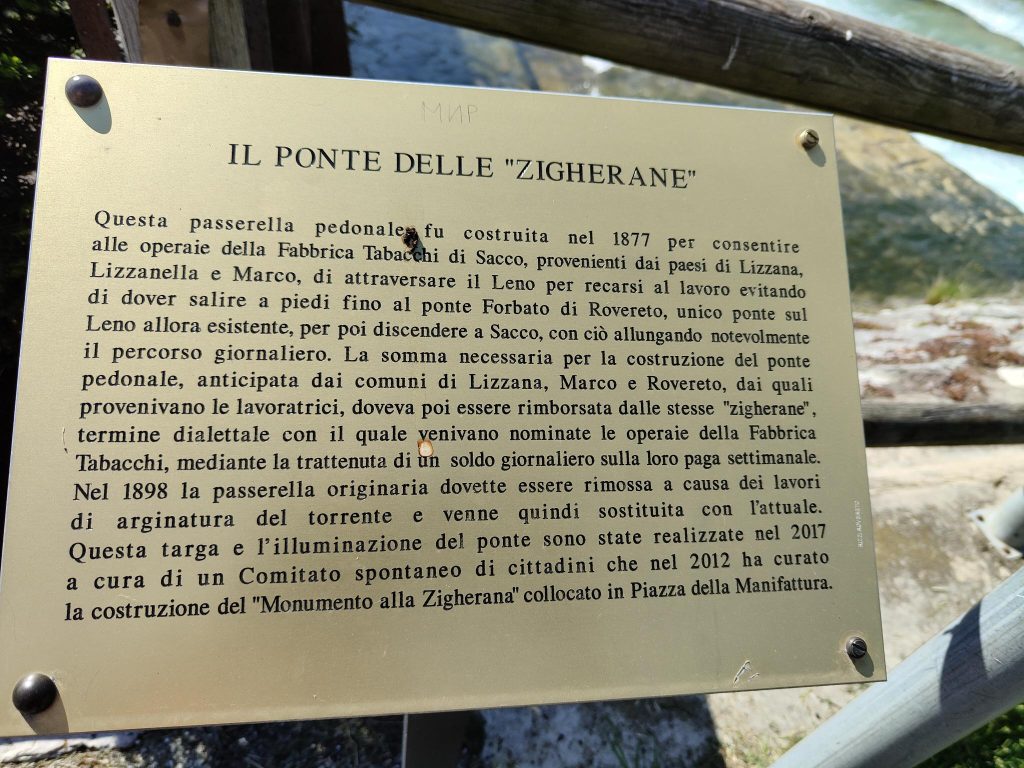 МИР
IL PONTE DELLE "ZIGHERANE"
Questa passerella pedonale fu costruita nel 1877 per consentire
alle operaie della Fabbrica Tabacchi di Sacco, provenienti dai paesi di Lizzana,
Lizzanella e Marco, di attraversare il Leno per recarsi al lavoro evitando
di dover salire a piedi fino al ponte Forbato di Rovereto, unico ponte sul
Leno allora esistente, per poi discendere a Sacco, con ciò allungando notevolmente
il percorso giornaliero. La somma necessaria per la costruzione del ponte
pedonale, anticipata dai comuni di Lizzana, Marco e Rovereto, dai quali
provenivano le lavoratrici, doveva poi essere rimborsata dalle stesse "zigherane",
termine dialettale con il quale venivano nominate le operaie della Fabbrica
Tabacchi, mediante la trattenuta di un soldo giornaliero sulla loro paga settimanale.
Nel 1898 la passerella originaria dovette essere rimossa a causa dei lavori
di arginatura del torrente e venne quindi sostituita con l'attuale.
Questa targa e l'illuminazione del ponte sono state realizzate nel 2017
a cura di un Comitato spontaneo di cittadini che nel 2012 ha curato
la costruzione del "Monumento alla Zigherana" collocato in Piazza della Manifattura.